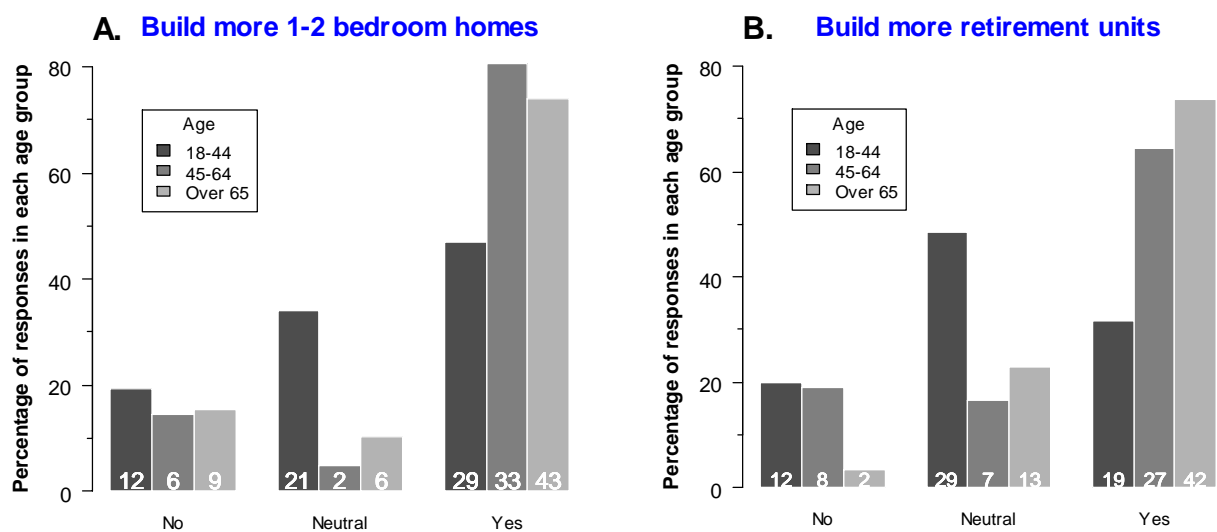 A. Build more 1-2 bedroom homes
Percentage of responses in each age group
80
60
40
20
0
Age
18-44
45-64
Over 65
12 6 9 21 2 6 29 33 43
No Neutral Yes
B. Build more retirement units
Percentage of responses in each age group
80
60
40
20
0
Age
18-44
45-64
Over 65
12 8 2 29 7 13 19 27 42
No Neutral Yes